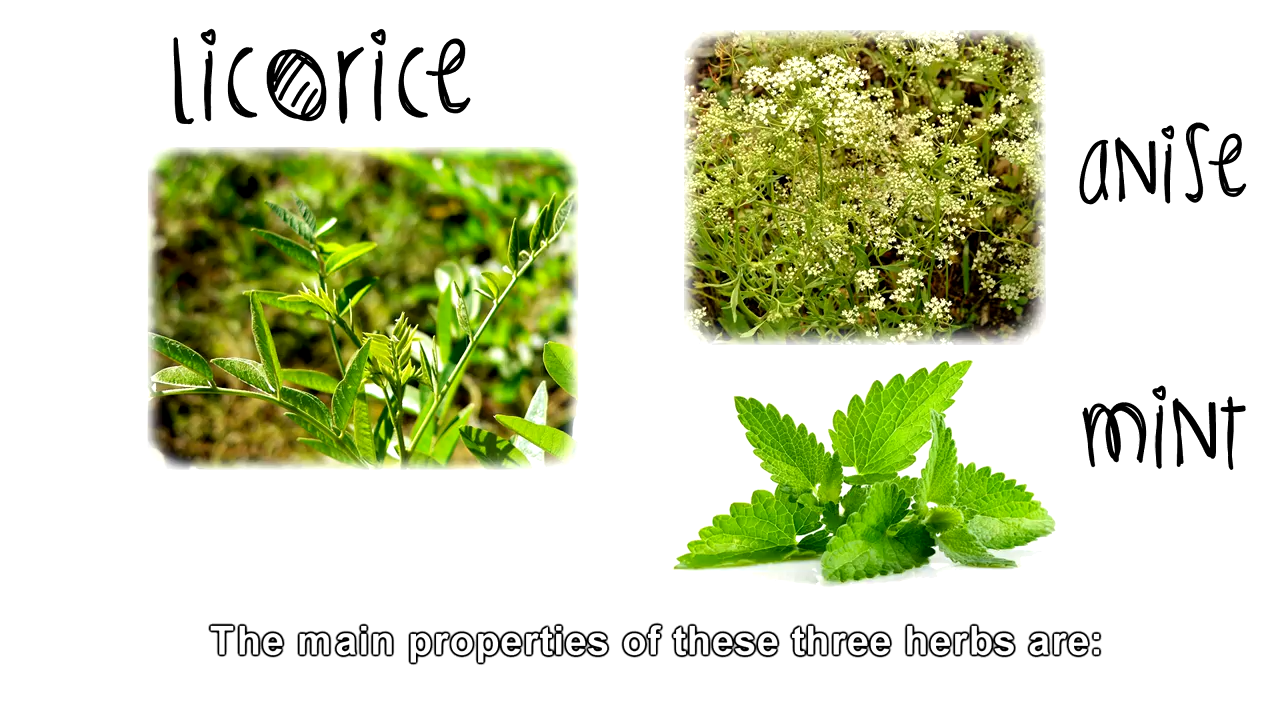 licorice
anise
mint
The main properties of these three herbs are: